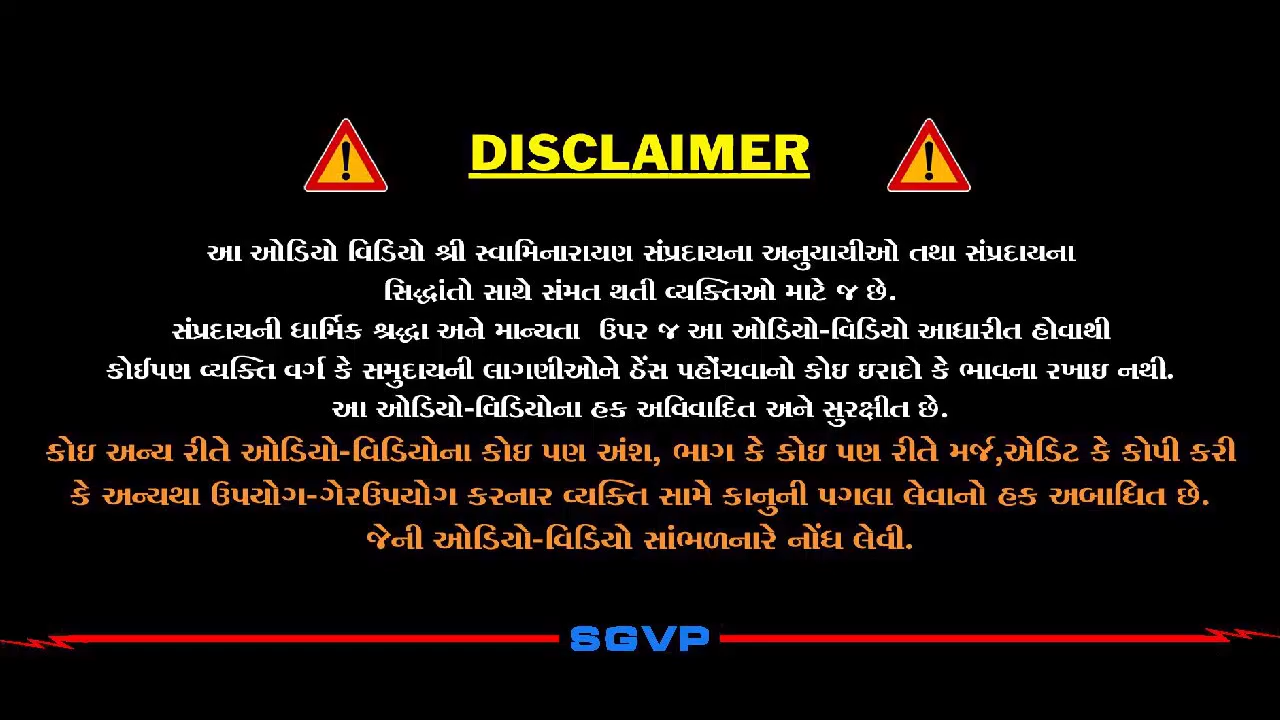 DISCLAIMER
આ ઓડિયો વિડિયો શ્રી સ્વામિનારાયણ સંપ્રદાયના અનુયાયીઓ તથા સંપ્રદાયના
સિદ્ધાંતો સાથે સંમત થતી વ્યક્તિઓ માટે જ છે.
સંપ્રદાયની ધાર્મિક શ્રદ્ધા અને માન્યતા ઉપર જ આ ઓડિયો-વિડિયો આધારીત હોવાથી
કોઈપણ વ્યક્તિ વર્ગ કે સમુદાયની લાગણીઓને ઠેંસ પહોંચવાનો કોઇ ઇરાદો કે ભાવના રખાઇ નથી.
આ ઓડિયો-વિડિયોના હક અવિવાદિત અને સુરક્ષીત છે.
કોઇ અન્ય રીતે ઓડિયો-વિડિયોના કોઇ પણ અંશ, ભાગ કે કોઇ પણ રીતે મર્જ,એડિટ કે કોપી કરી
કે અન્યથા ઉપયોગ-ગેરઉપયોગ કરનાર વ્યક્તિ સામે કાનુની પગલા લેવાનો હક અબાધિત છે.
જેની ઓડિયો-વિડિયો સાંભળનારે નોંધ લેવી.
SGVP